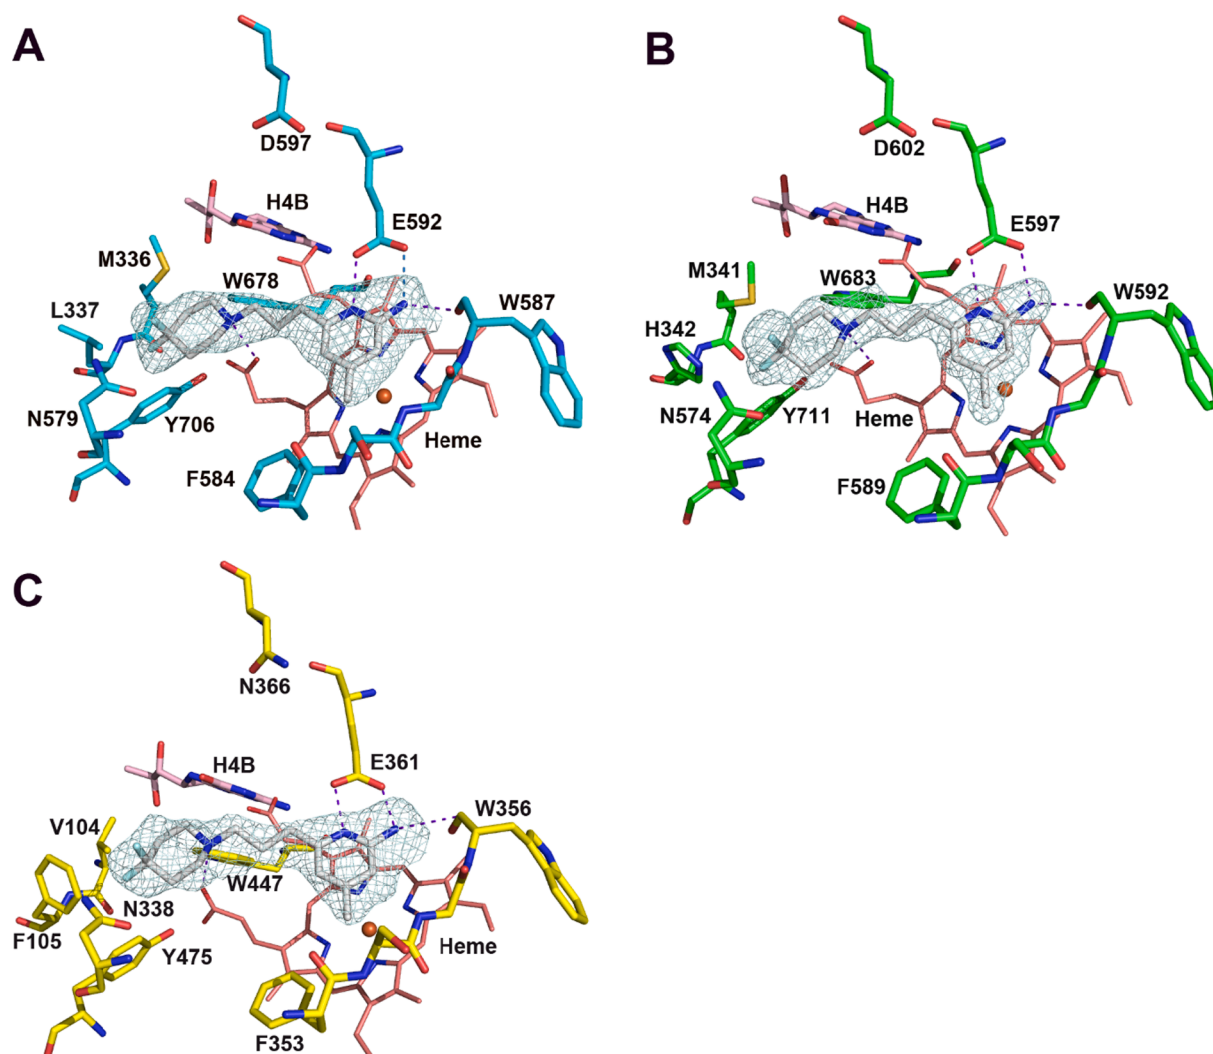 A
D597
H4B
E592
M336
W678
L337
W587
N579
Y706
Heme
F584
B
D602
H4B
E597
M341
W683
W592
H342
N574
Y711
Heme
F589
C
N366
H4B
E361
V104
W356
W447
N338
F105
Y475
Heme
F353